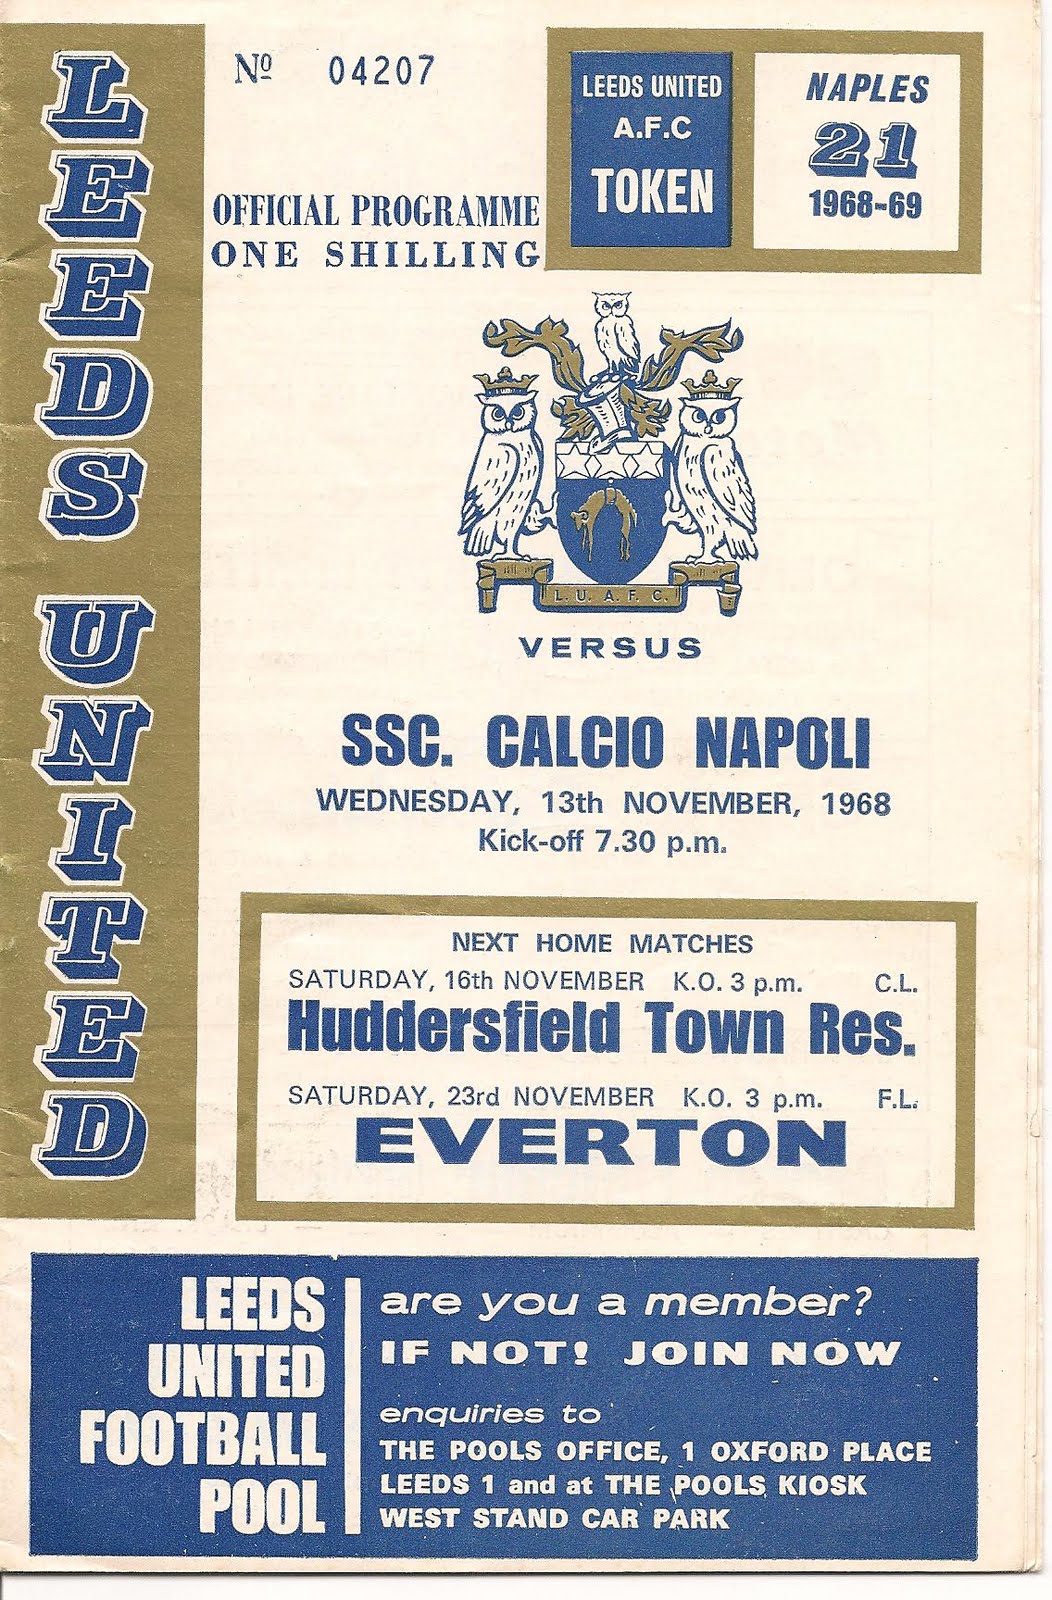 LEEDS UNITED
Nº 04207
OFFICIAL PROGRAMME
ONE SHILLING
LEEDS UNITED
A.F.C
TOKEN
NAPLES
21
1968-69
L. U. A. F. C.
VERSUS
SSC. CALCIO NAPOLI
WEDNESDAY, 13th NOVEMBER, 1968
Kick-off 7.30 p.m.
NEXT HOME MATCHES
SATURDAY, 16th NOVEMBER K.O. 3 p.m. C.L.
Huddersfield Town Res.
SATURDAY, 23rd NOVEMBER K.O. 3 p.m. F.L.
EVERTON
LEEDS
UNITED
FOOTBALL
POOL
are you a member?
IF NOT! JOIN NOW
enquiries to
THE POOLS OFFICE, 1 OXFORD PLACE
LEEDS 1 and at THE POOLS KIOSK
WEST STAND CAR PARK